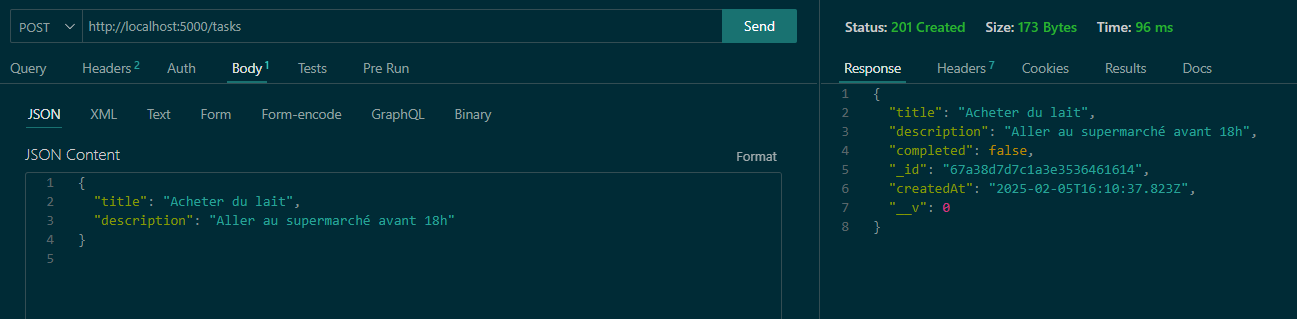 POST http://localhost:5000/tasks Send
Query Headers 2 Auth Body 1 Tests Pre Run
JSON XML Text Form Form-encode GraphQL Binary
JSON Content Format
1 {
2 "title": "Acheter du lait",
3 "description": "Aller au supermarché avant 18h"
4 }
5
Status: 201 Created Size: 173 Bytes Time: 96 ms
Response Headers 7 Cookies Results Docs
1 {
2 "title": "Acheter du lait",
3 "description": "Aller au supermarché avant 18h",
4 "completed": false,
5 "_id": "67a38d7d7c1a3e3536461614",
6 "createdAt": "2025-02-05T16:10:37.823Z",
7 "__v": 0
8 }